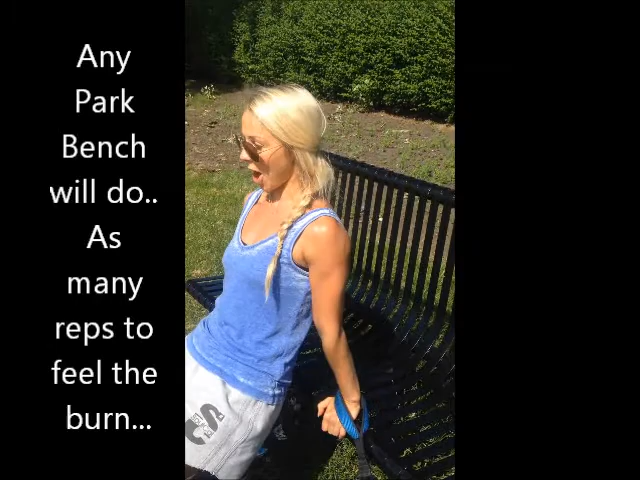 Any
Park
Bench
will do..
As
many
reps to
feel the
burn...